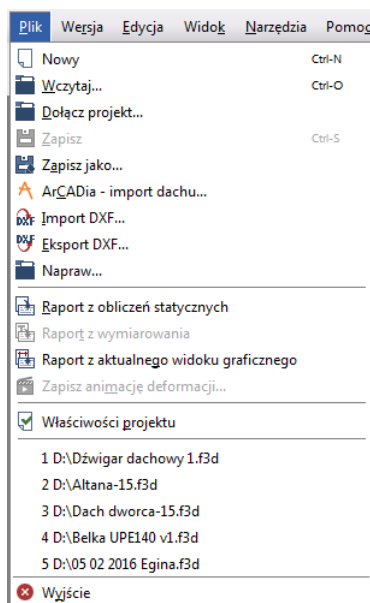 Plik Wersja Edycja Widok Narzędzia
Nowy Ctrl-N
Wczytaj... Ctrl-O
Dołącz projekt...
Zapisz Ctrl-S
Zapisz jako...
ArCADia - import dachu...
DXF Import DXF...
DXF Eksport DXF...
Napraw...
Raport z obliczeń statycznych
Raport z wymiarowania
Raport z aktualnego widoku graficznego
Zapisz animację deformacji...
Właściwości projektu
1 D:\Dźwigar dachowy 1.f3d
2 D:\Altana-15.f3d
3 D:\Dach dworca-15.f3d
4 D:\Belka UPE140 v1.f3d
5 D:\05 02 2016 Egina.f3d
Wyjście